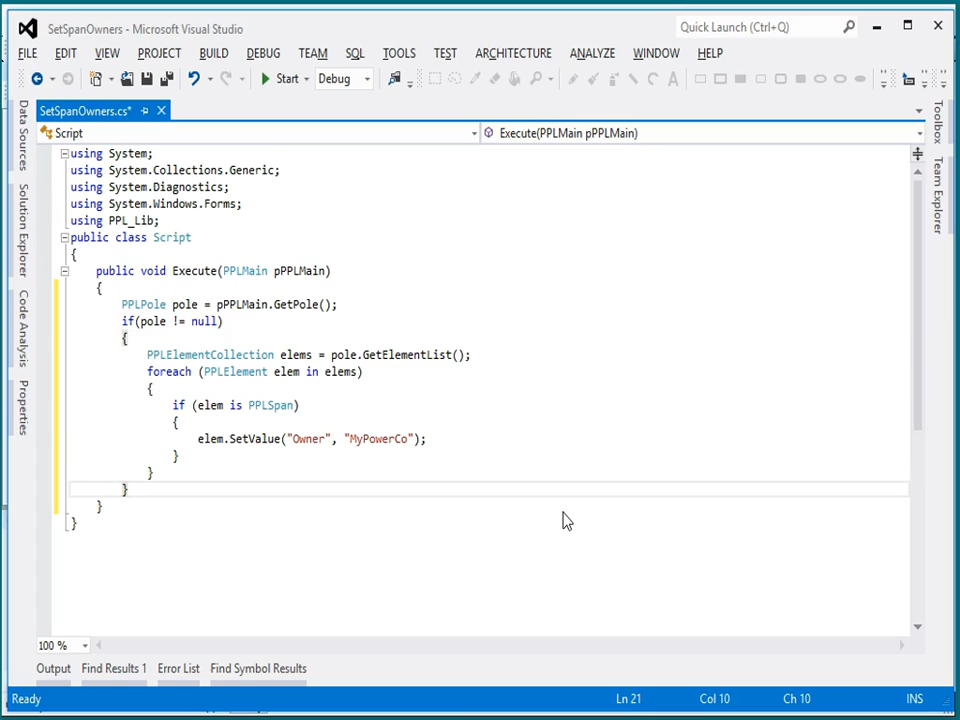 SetSpanOwners - Microsoft Visual Studio
Quick Launch (Ctrl+Q)
FILE EDIT VIEW PROJECT BUILD DEBUG TEAM SQL TOOLS TEST ARCHITECTURE ANALYZE WINDOW HELP
Start Debug
SetSpanOwners.cs*
Script
Execute(PPLMain pPPLMain)
Data Sources
Solution Explorer
Code Analysis
Properties
using System;
using System.Collections.Generic;
using System.Diagnostics;
using System.Windows.Forms;
using PPL_Lib;
public class Script
{
public void Execute(PPLMain pPPLMain)
{
PPLPole pole = pPPLMain.GetPole();
if(pole != null)
{
PPLElementCollection elems = pole.GetElementList();
foreach (PPLElement elem in elems)
{
if (elem is PPLSpan)
{
elem.SetValue("Owner", "MyPowerCo");
}
}
}
}
}
Toolbox
Team Explorer
100 %
Output Find Results 1 Error List Find Symbol Results
Ready Ln 21 Col 10 Ch 10 INS